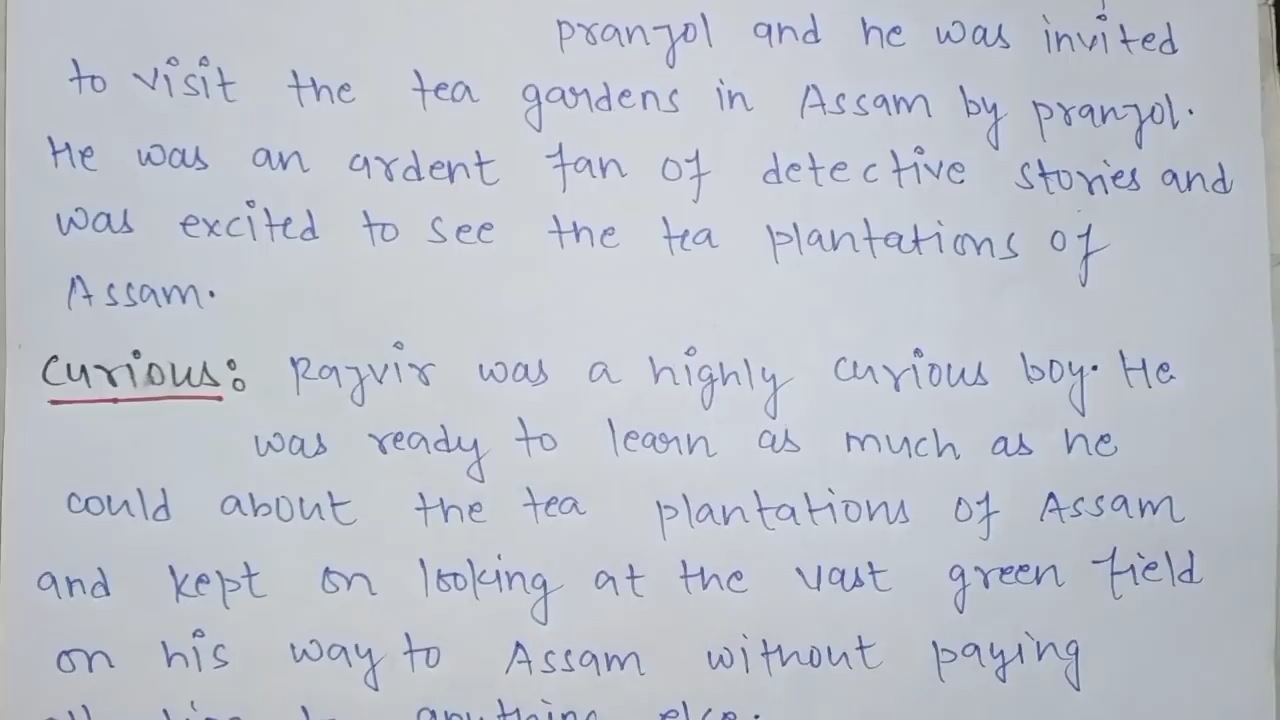 pranjol and he was invited
to visit the tea gardens in Assam by pranjol.
He was an ardent fan of detective stories and
was excited to see the tea plantations of
Assam.
Curious: Rajvir was a highly curious boy. He
was ready to learn as much as he
could about the tea plantations of Assam
and kept on looking at the vast green field
on his way to Assam without paying
anything else.